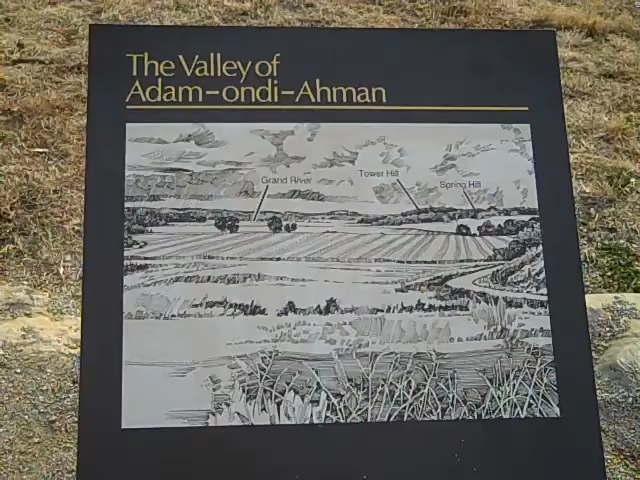 The Valley of
Adam-ondi-Ahman
Grand River
Tower Hill
Spring Hill